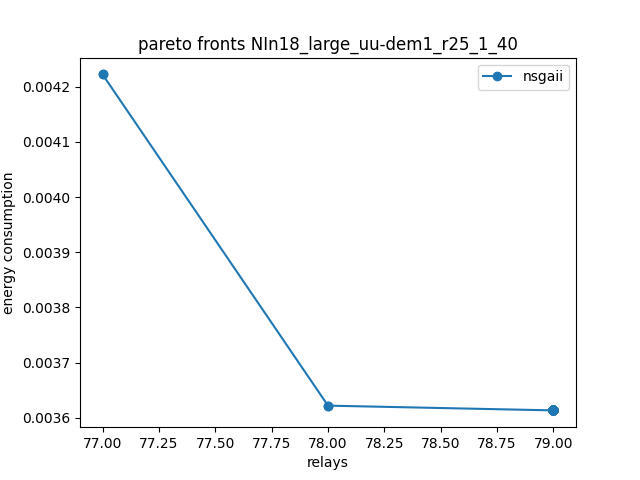 pareto fronts NIn18_large_uu-dem1_r25_1_40
nsgaii
0.0042
0.0041
0.0040
0.0039
0.0038
0.0037
0.0036
energy consumption
77.00 77.25 77.50 77.75 78.00 78.25 78.50 78.75 79.00
relays